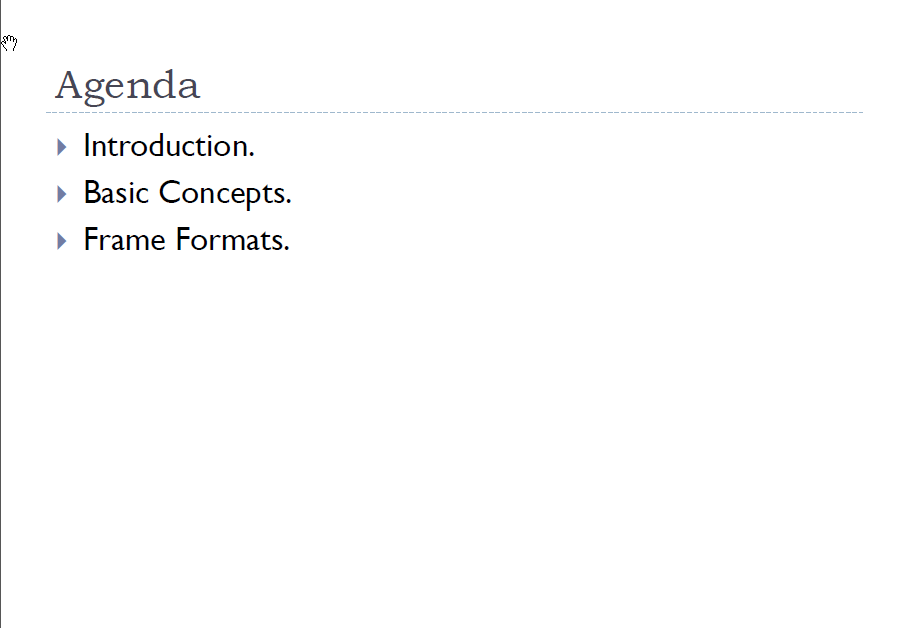 Agenda
Introduction.
Basic Concepts.
Frame Formats.